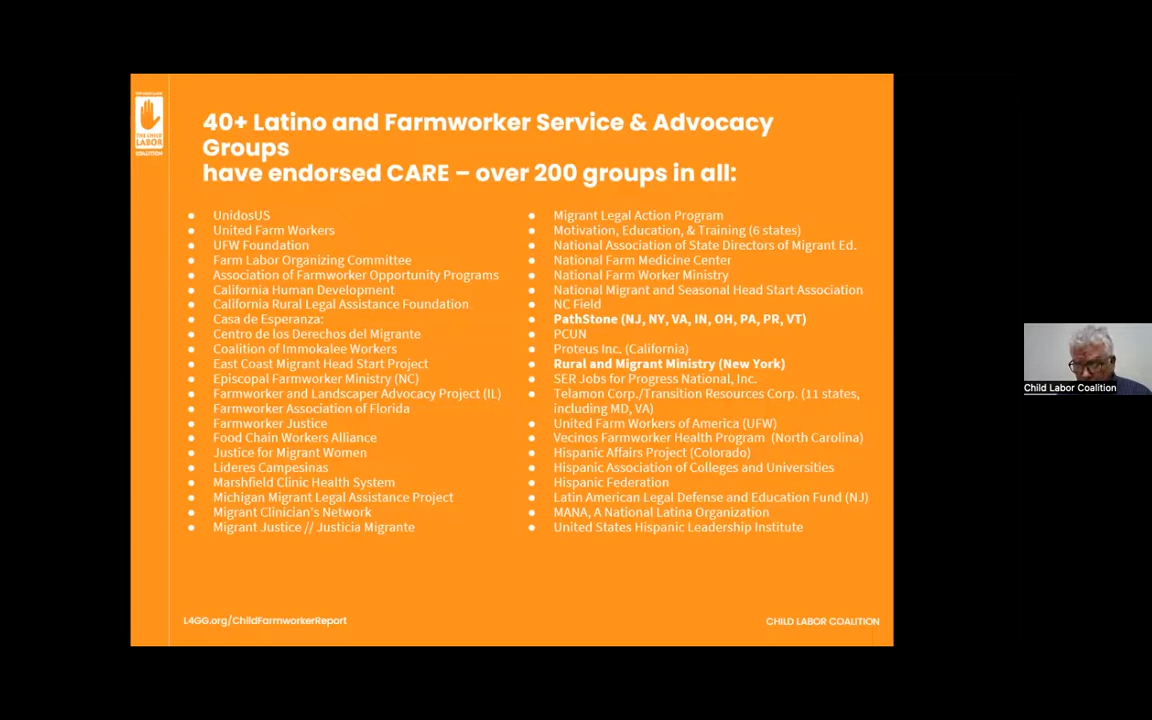 THE CHILD
LABOR
COALITION
40+ Latino and Farmworker Service & Advocacy
Groups
have endorsed CARE – over 200 groups in all:
● UnidosUS
● United Farm Workers
● UFW Foundation
● Farm Labor Organizing Committee
● Association of Farmworker Opportunity Programs
● California Human Development
● California Rural Legal Assistance Foundation
● Casa de Esperanza:
● Centro de los Derechos del Migrante
● Coalition of Immokalee Workers
● East Coast Migrant Head Start Project
● Episcopal Farmworker Ministry (NC)
● Farmworker and Landscaper Advocacy Project (IL)
● Farmworker Association of Florida
● Farmworker Justice
● Food Chain Workers Alliance
● Justice for Migrant Women
● Lideres Campesinas
● Marshfield Clinic Health System
● Michigan Migrant Legal Assistance Project
● Migrant Clinician's Network
● Migrant Justice // Justicia Migrante
● Migrant Legal Action Program
● Motivation, Education, & Training (6 states)
● National Association of State Directors of Migrant Ed.
● National Farm Medicine Center
● National Farm Worker Ministry
● National Migrant and Seasonal Head Start Association
● NC Field
● PathStone (NJ, NY, VA, IN, OH, PA, PR, VT)
● PCUN
● Proteus Inc. (California)
● Rural and Migrant Ministry (New York)
● SER Jobs for Progress National, Inc.
● Telamon Corp./Transition Resources Corp. (11 states,
including MD, VA)
● United Farm Workers of America (UFW)
● Vecinos Farmworker Health Program (North Carolina)
● Hispanic Affairs Project (Colorado)
● Hispanic Association of Colleges and Universities
● Hispanic Federation
● Latin American Legal Defense and Education Fund (NJ)
● MANA, A National Latina Organization
● United States Hispanic Leadership Institute
L4GG.org/ChildFarmworkerReport
CHILD LABOR COALITION
Child Labor Coalition